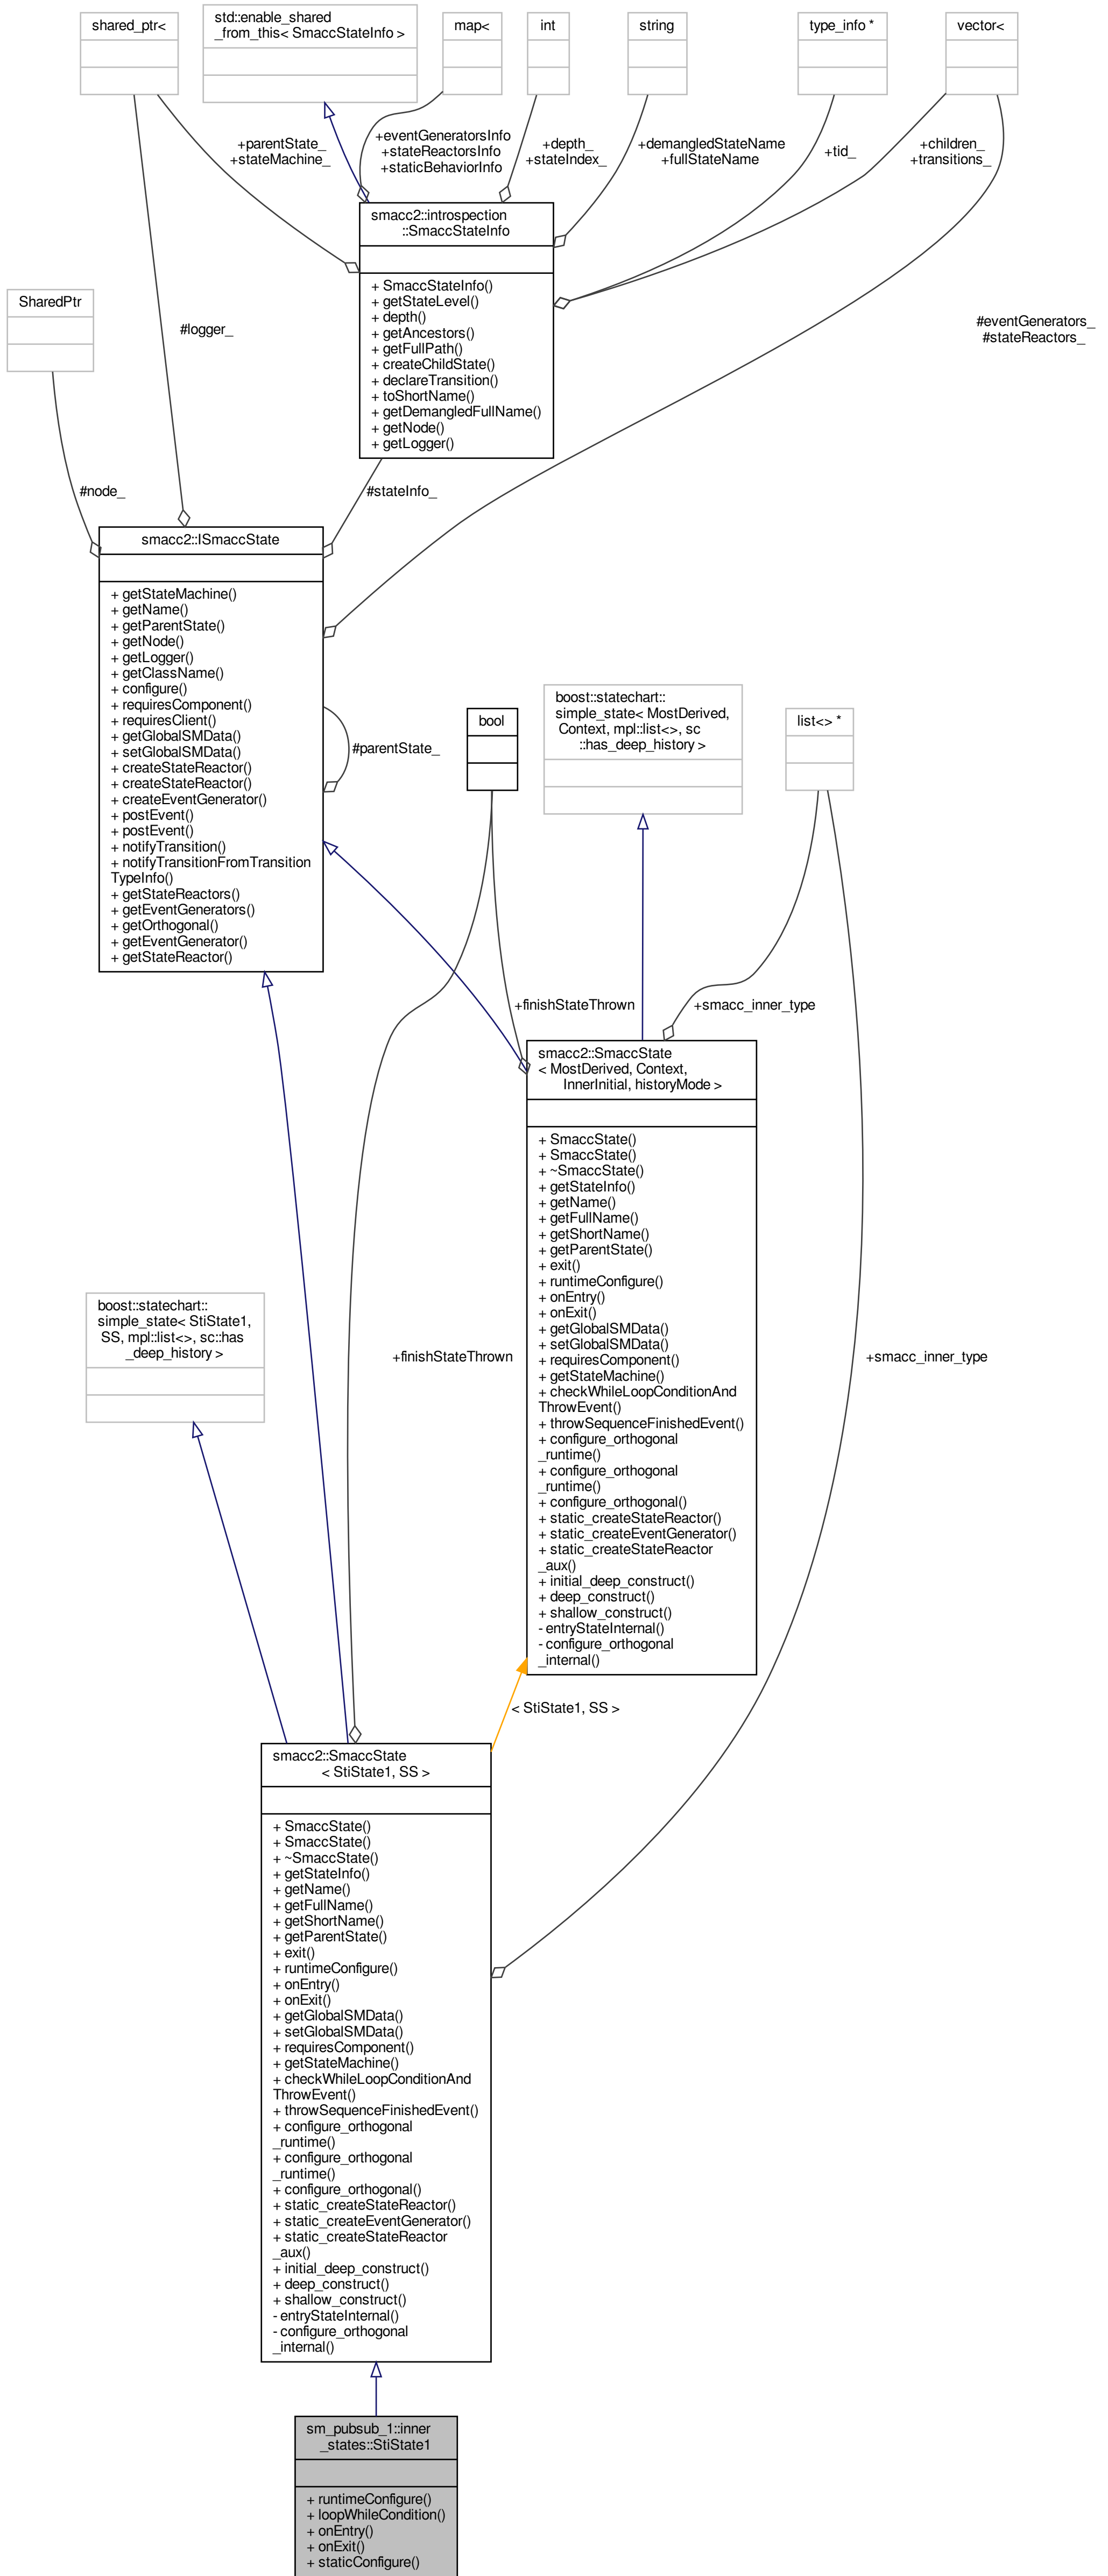 shared_ptr<
std::enable_shared
_from_this< SmaccStateInfo >
map<
int
string
type_info *
vector<
+parentState_
+stateMachine_
+eventGeneratorsInfo
+stateReactorsInfo
+staticBehaviorInfo
+depth_
+stateIndex_
+demangledStateName
+fullStateName
+tid_
+children_
+transitions_
smacc2::introspection
::SmaccStateInfo
+ SmaccStateInfo()
+ getStateLevel()
+ depth()
+ getAncestors()
+ getFullPath()
+ createChildState()
+ declareTransition()
+ toShortName()
+ getDemangledFullName()
+ getNode()
+ getLogger()
SharedPtr
#logger_
#eventGenerators_
#stateReactors_
#node_
#stateInfo_
smacc2::ISmaccState
+ getStateMachine()
+ getName()
+ getParentState()
+ getNode()
+ getLogger()
+ getClassName()
+ configure()
+ requiresComponent()
+ requiresClient()
+ getGlobalSMData()
+ setGlobalSMData()
+ createStateReactor()
+ createStateReactor()
+ createEventGenerator()
+ postEvent()
+ postEvent()
+ notifyTransition()
+ notifyTransitionFromTransition
TypeInfo()
+ getStateReactors()
+ getEventGenerators()
+ getOrthogonal()
+ getEventGenerator()
+ getStateReactor()
#parentState_
bool
boost::statechart::
simple_state< MostDerived,
Context, mpl::list<>, sc
::has_deep_history >
list<> *
+finishStateThrown
+smacc_inner_type
smacc2::SmaccState
< MostDerived, Context,
InnerInitial, historyMode >
+ SmaccState()
+ SmaccState()
+ ~SmaccState()
+ getStateInfo()
+ getName()
+ getFullName()
+ getShortName()
+ getParentState()
+ exit()
+ runtimeConfigure()
+ onEntry()
+ onExit()
+ getGlobalSMData()
+ setGlobalSMData()
+ requiresComponent()
+ getStateMachine()
+ checkWhileLoopConditionAnd
ThrowEvent()
+ throwSequenceFinishedEvent()
+ configure_orthogonal
_runtime()
+ configure_orthogonal
_runtime()
+ configure_orthogonal()
+ static_createStateReactor()
+ static_createEventGenerator()
+ static_createStateReactor
_aux()
+ initial_deep_construct()
+ deep_construct()
+ shallow_construct()
- entryStateInternal()
- configure_orthogonal
_internal()
boost::statechart::
simple_state< StiState1,
SS, mpl::list<>, sc::has
_deep_history >
+finishStateThrown
+smacc_inner_type
< StiState1, SS >
smacc2::SmaccState
< StiState1, SS >
+ SmaccState()
+ SmaccState()
+ ~SmaccState()
+ getStateInfo()
+ getName()
+ getFullName()
+ getShortName()
+ getParentState()
+ exit()
+ runtimeConfigure()
+ onEntry()
+ onExit()
+ getGlobalSMData()
+ setGlobalSMData()
+ requiresComponent()
+ getStateMachine()
+ checkWhileLoopConditionAnd
ThrowEvent()
+ throwSequenceFinishedEvent()
+ configure_orthogonal
_runtime()
+ configure_orthogonal
_runtime()
+ configure_orthogonal()
+ static_createStateReactor()
+ static_createEventGenerator()
+ static_createStateReactor
_aux()
+ initial_deep_construct()
+ deep_construct()
+ shallow_construct()
- entryStateInternal()
- configure_orthogonal
_internal()
sm_pubsub_1::inner
_states::StiState1
+ runtimeConfigure()
+ loopWhileCondition()
+ onEntry()
+ onExit()
+ staticConfigure()